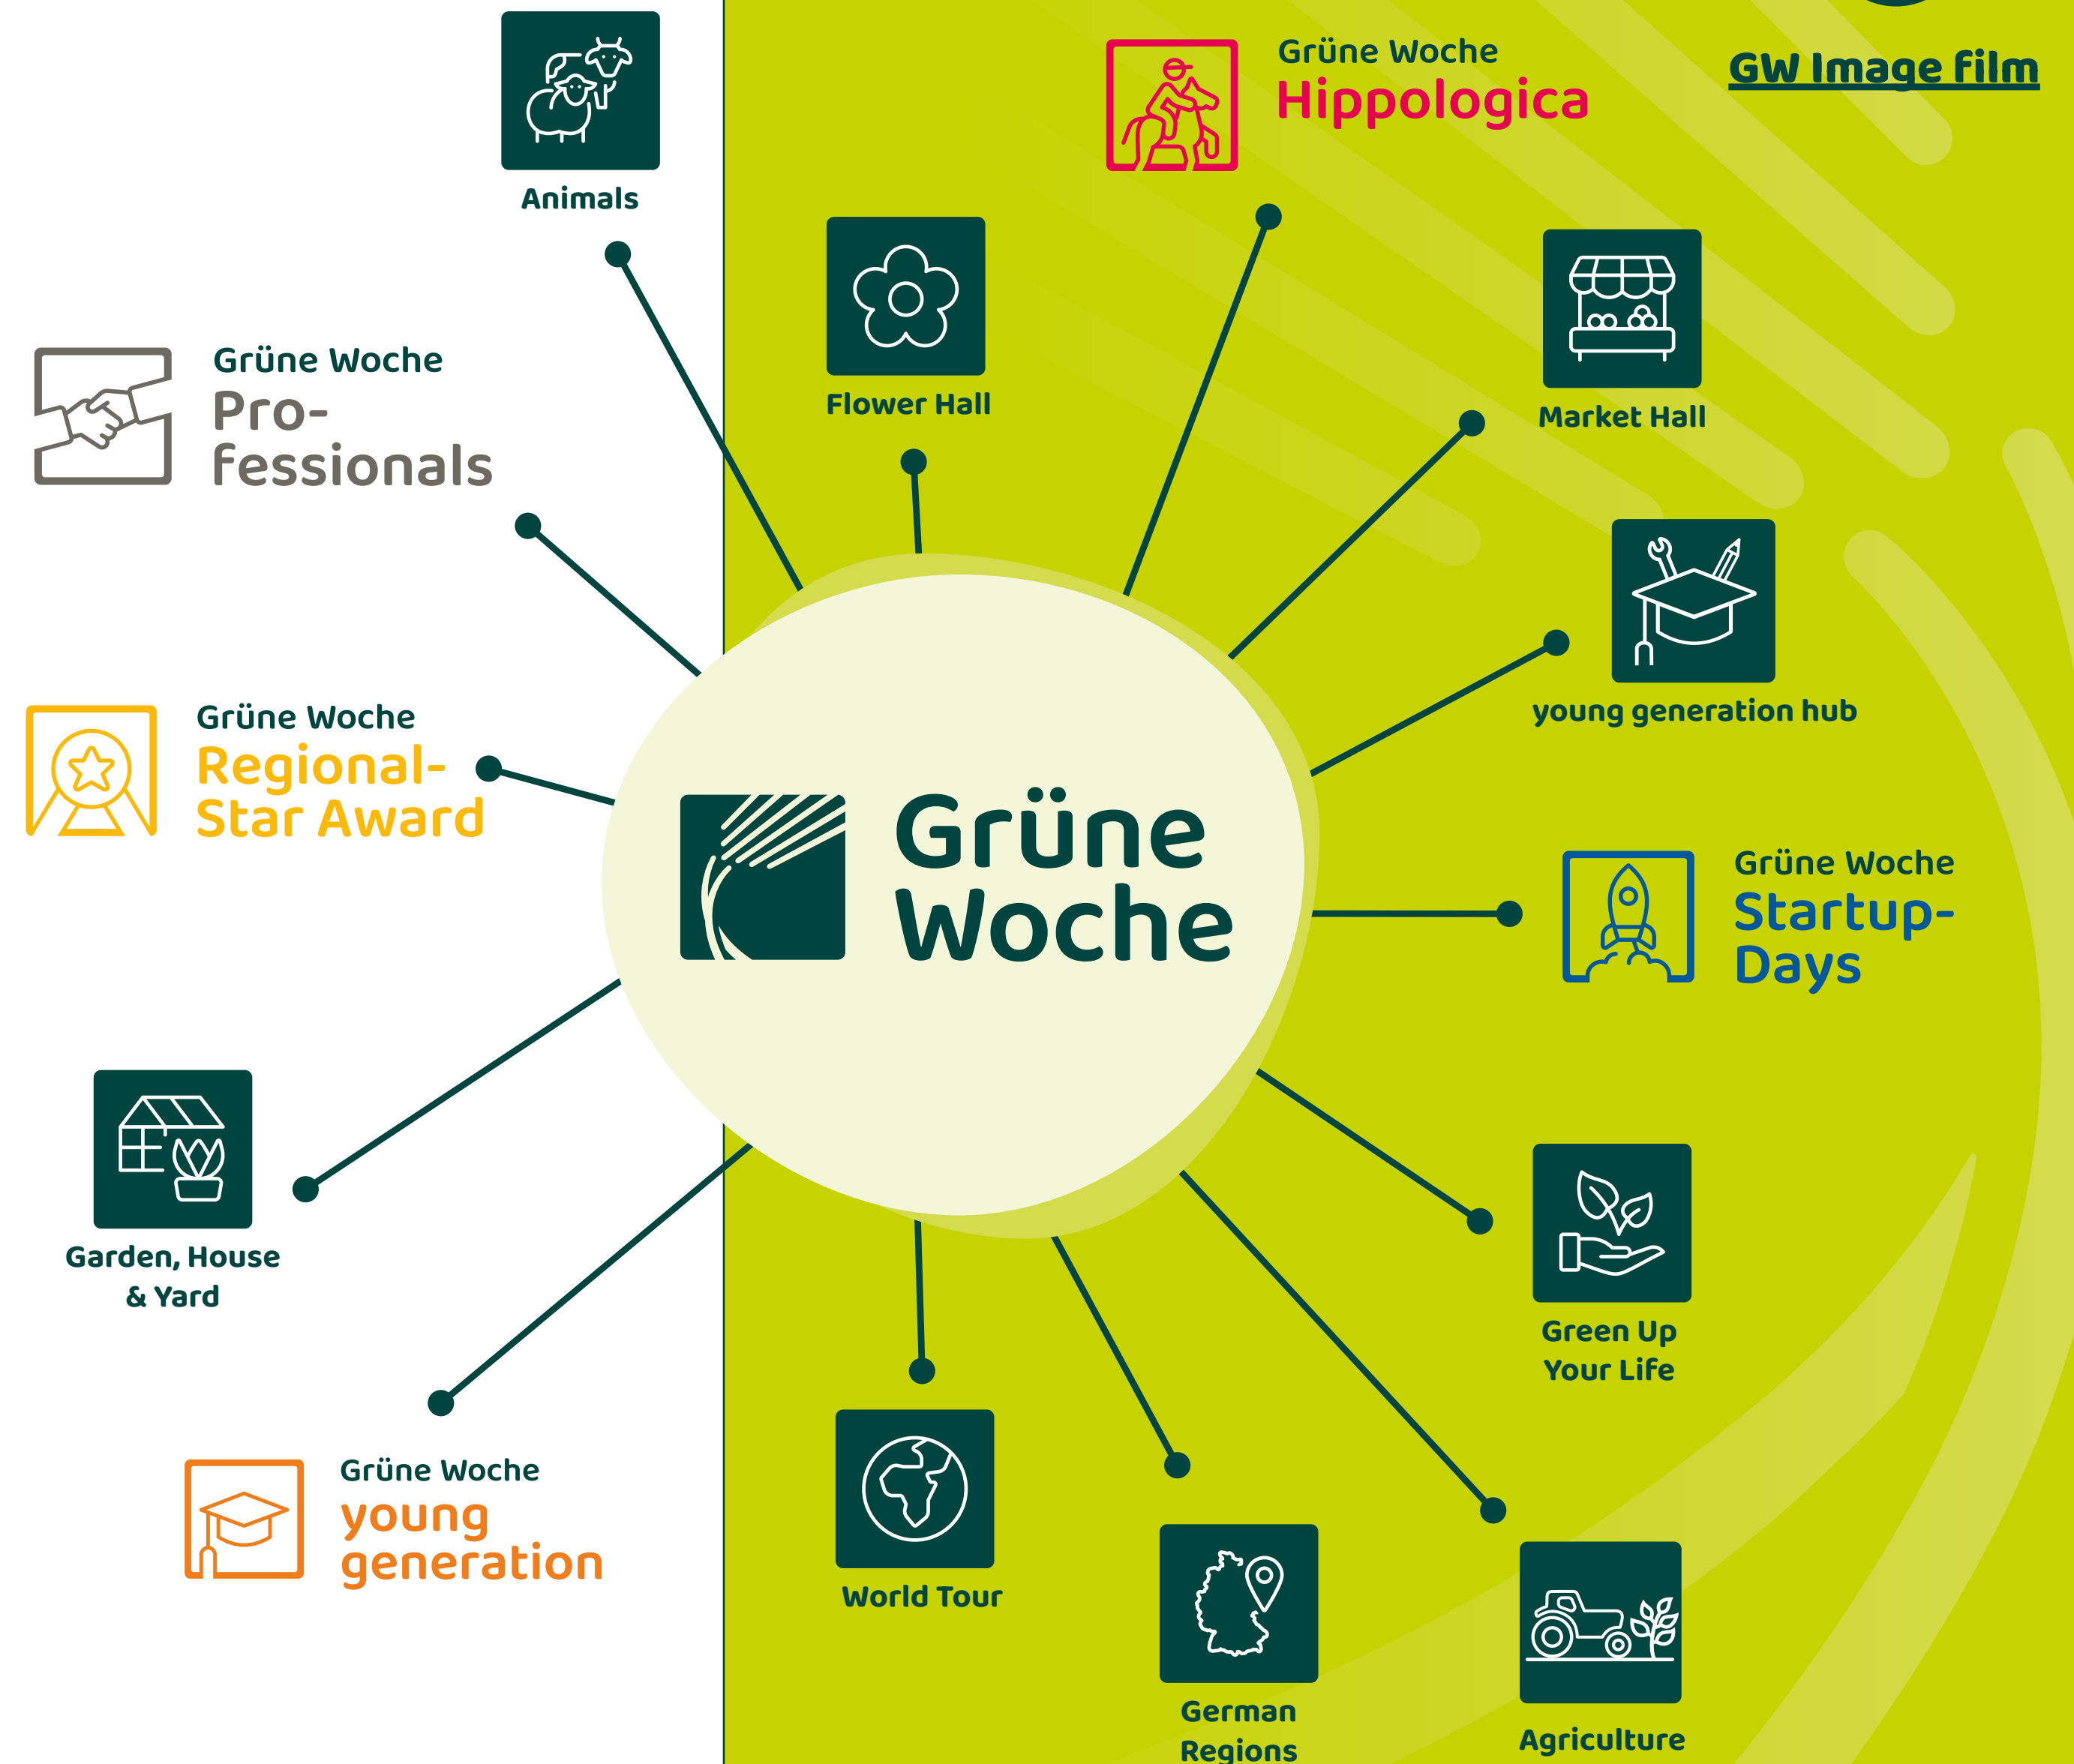 GW Image film
Animals
Grüne Woche
Hippologica
Flower Hall
Market Hall
Grüne Woche
Pro-
fessionals
young generation hub
Grüne Woche
Regional-
Star Award
Grüne
Woche
Grüne Woche
Startup-
Days
Garden, House
& Yard
Green Up
Your Life
Grüne Woche
young
generation
World Tour
German
Regions
Agriculture